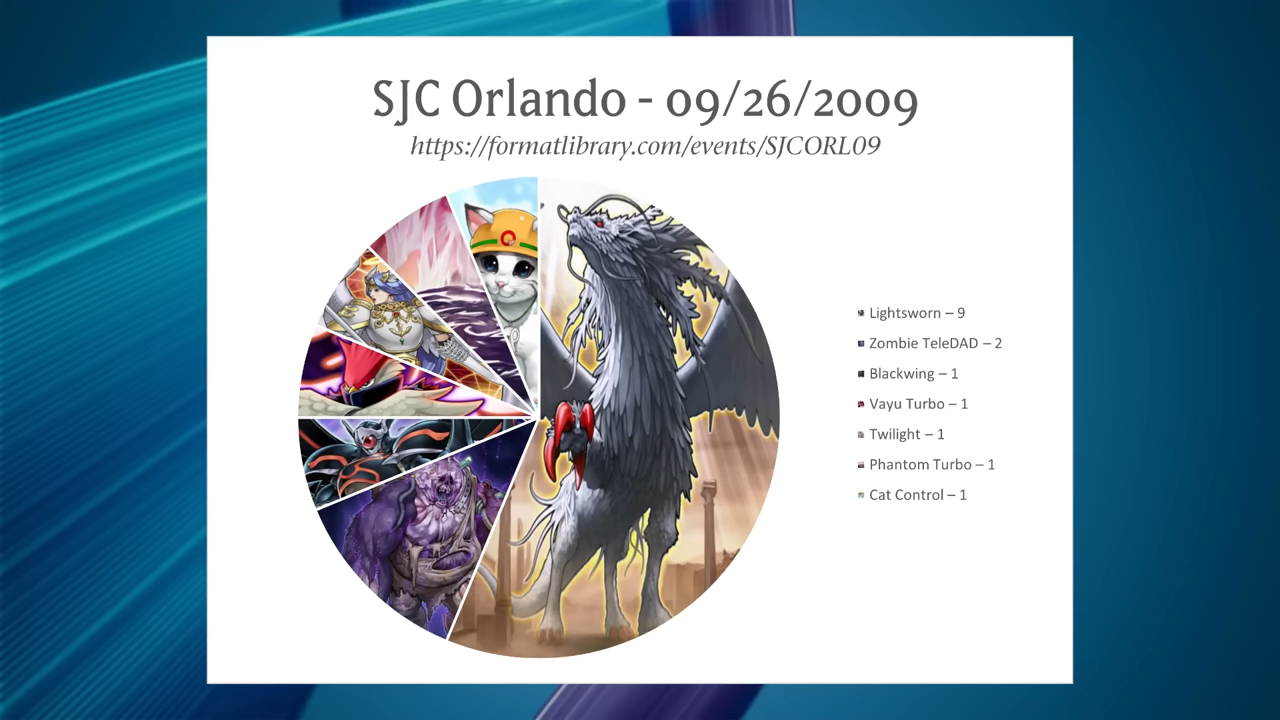 SJC Orlando - 09/26/2009
https://formatlibrary.com/events/SJCORL09
Lightsworn – 9
Zombie TeleDAD – 2
Blackwing – 1
Vayu Turbo – 1
Twilight – 1
Phantom Turbo – 1
Cat Control – 1